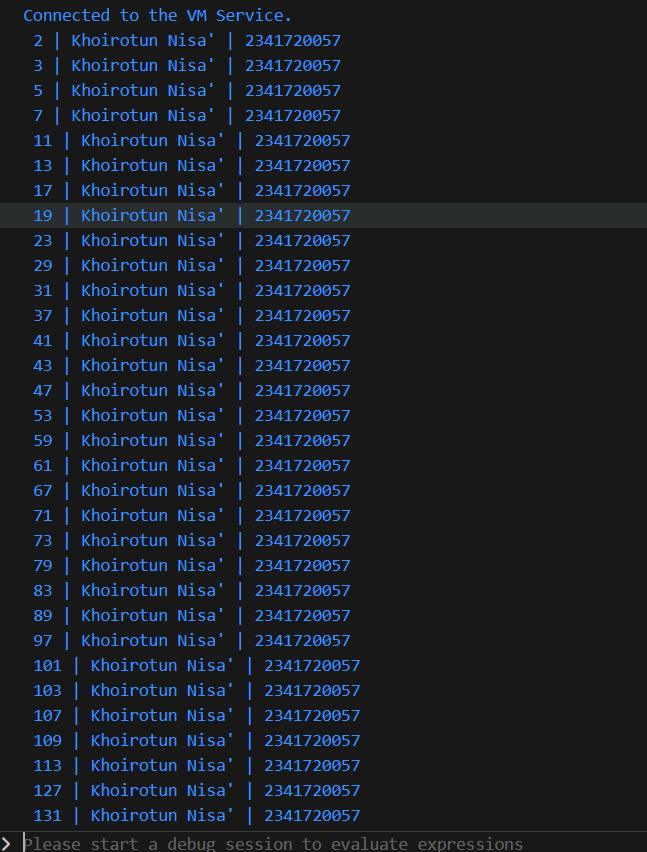 Connected to the VM Service.
2 | Khoirotun Nisa' | 2341720057
3 | Khoirotun Nisa' | 2341720057
5 | Khoirotun Nisa' | 2341720057
7 | Khoirotun Nisa' | 2341720057
11 | Khoirotun Nisa' | 2341720057
13 | Khoirotun Nisa' | 2341720057
17 | Khoirotun Nisa' | 2341720057
19 | Khoirotun Nisa' | 2341720057
23 | Khoirotun Nisa' | 2341720057
29 | Khoirotun Nisa' | 2341720057
31 | Khoirotun Nisa' | 2341720057
37 | Khoirotun Nisa' | 2341720057
41 | Khoirotun Nisa' | 2341720057
43 | Khoirotun Nisa' | 2341720057
47 | Khoirotun Nisa' | 2341720057
53 | Khoirotun Nisa' | 2341720057
59 | Khoirotun Nisa' | 2341720057
61 | Khoirotun Nisa' | 2341720057
67 | Khoirotun Nisa' | 2341720057
71 | Khoirotun Nisa' | 2341720057
73 | Khoirotun Nisa' | 2341720057
79 | Khoirotun Nisa' | 2341720057
83 | Khoirotun Nisa' | 2341720057
89 | Khoirotun Nisa' | 2341720057
97 | Khoirotun Nisa' | 2341720057
101 | Khoirotun Nisa' | 2341720057
103 | Khoirotun Nisa' | 2341720057
107 | Khoirotun Nisa' | 2341720057
109 | Khoirotun Nisa' | 2341720057
113 | Khoirotun Nisa' | 2341720057
127 | Khoirotun Nisa' | 2341720057
131 | Khoirotun Nisa' | 2341720057
Please start a debug session to evaluate expressions